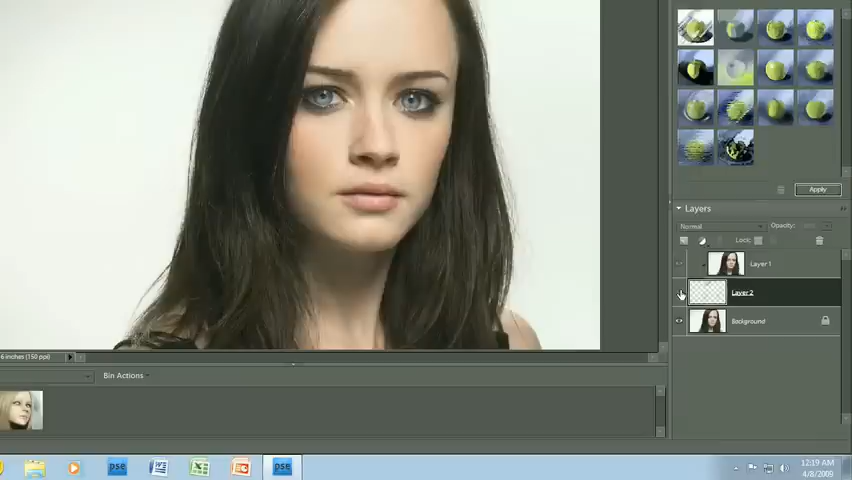 Apply
Layers
Normal
Opacity:
Lock:
Layer 1
Layer 2
Background
6 inches (150 ppi)
Bin Actions
pse
pse
12:19 AM
4/8/2009